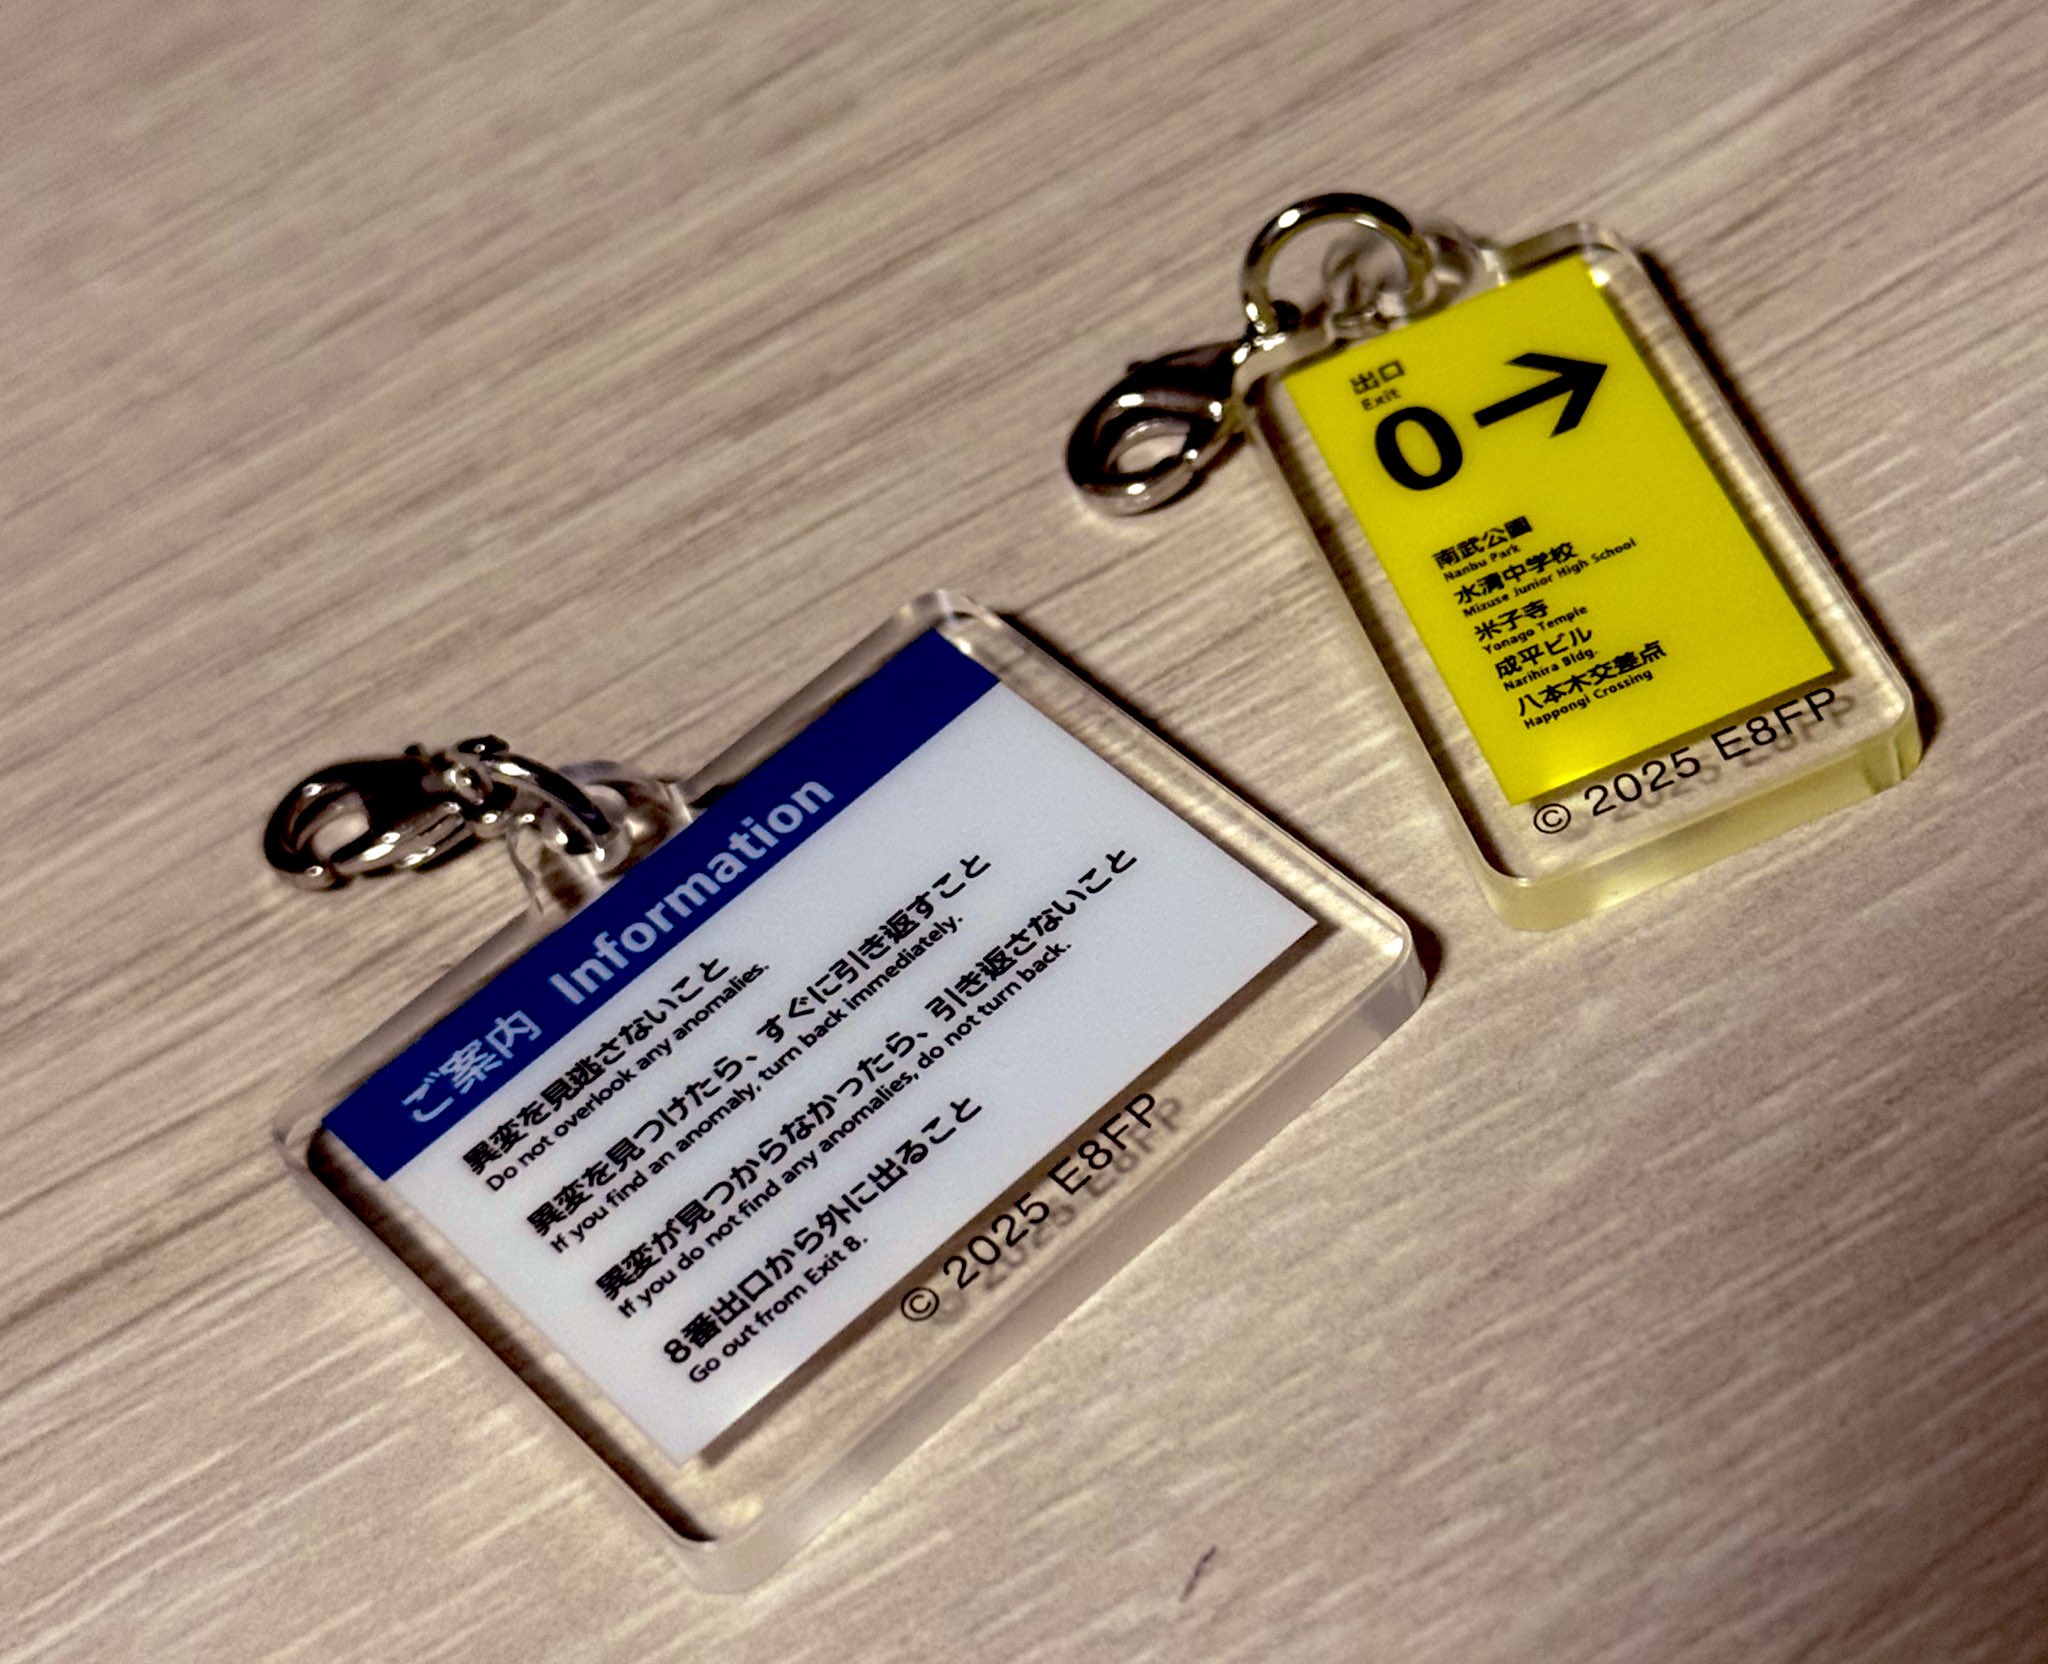 ご案内 Information
異変を見逃さないこと
Do not overlook any anomalies.
異変を見つけたら、すぐに引き返すこと
If you find an anomaly, turn back immediately.
異変が見つからなかったら、引き返さないこと
If you do not find any anomalies, do not turn back.
8番出口から外に出ること
Go out from Exit 8.
© 2025 E8FP
出口
Exit
0→
南武公園
Nanbu Park
水清中学校
Mizuse Junior High School
米子寺
Yonago Temple
成平ビル
Narihira Bldg.
八本木交差点
Happongi Crossing
© 2025 E8FP